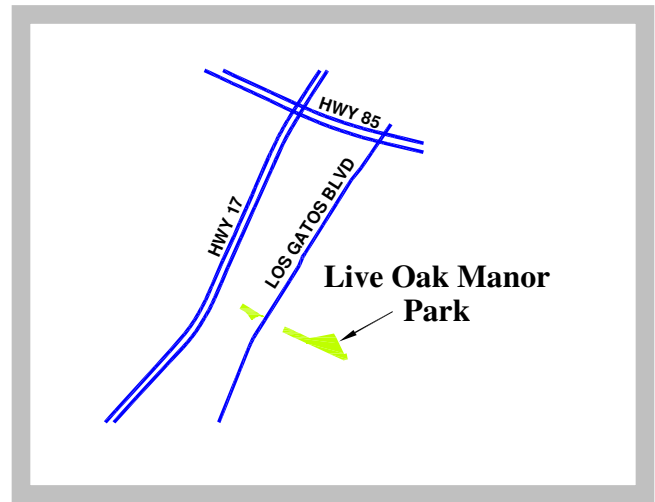 HWY 85
HWY 17
LOS GATOS BLVD
Live Oak Manor
Park